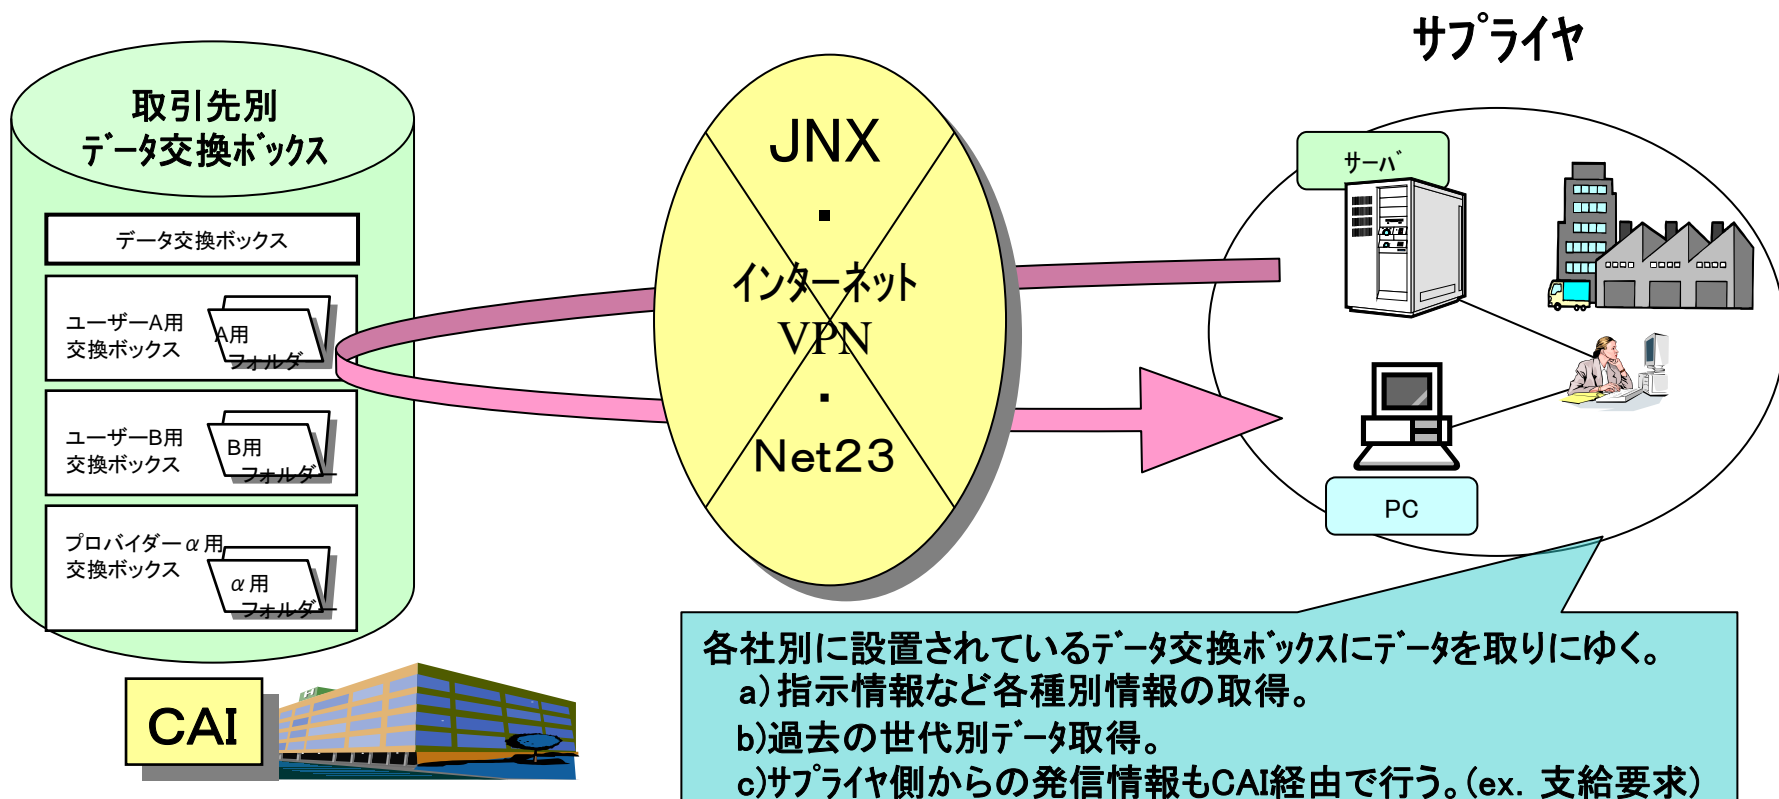 サプライヤ
取引先別
データ交換ボックス
データ交換ボックス
ユーザーA用
交換ボックス
A用
フォルダ
ユーザーB用
交換ボックス
B用
フォルダー
プロバイダーα用
交換ボックス
α用
フォルダー
CAI
JNX
・
インターネット
VPN
・
Net23
サーバ
PC
各社別に設置されているデータ交換ボックスにデータを取りにゆく。
a)指示情報など各種別情報の取得。
b)過去の世代別データ取得。
c)サプライヤ側からの発信情報もCAI経由で行う。(ex. 支給要求)